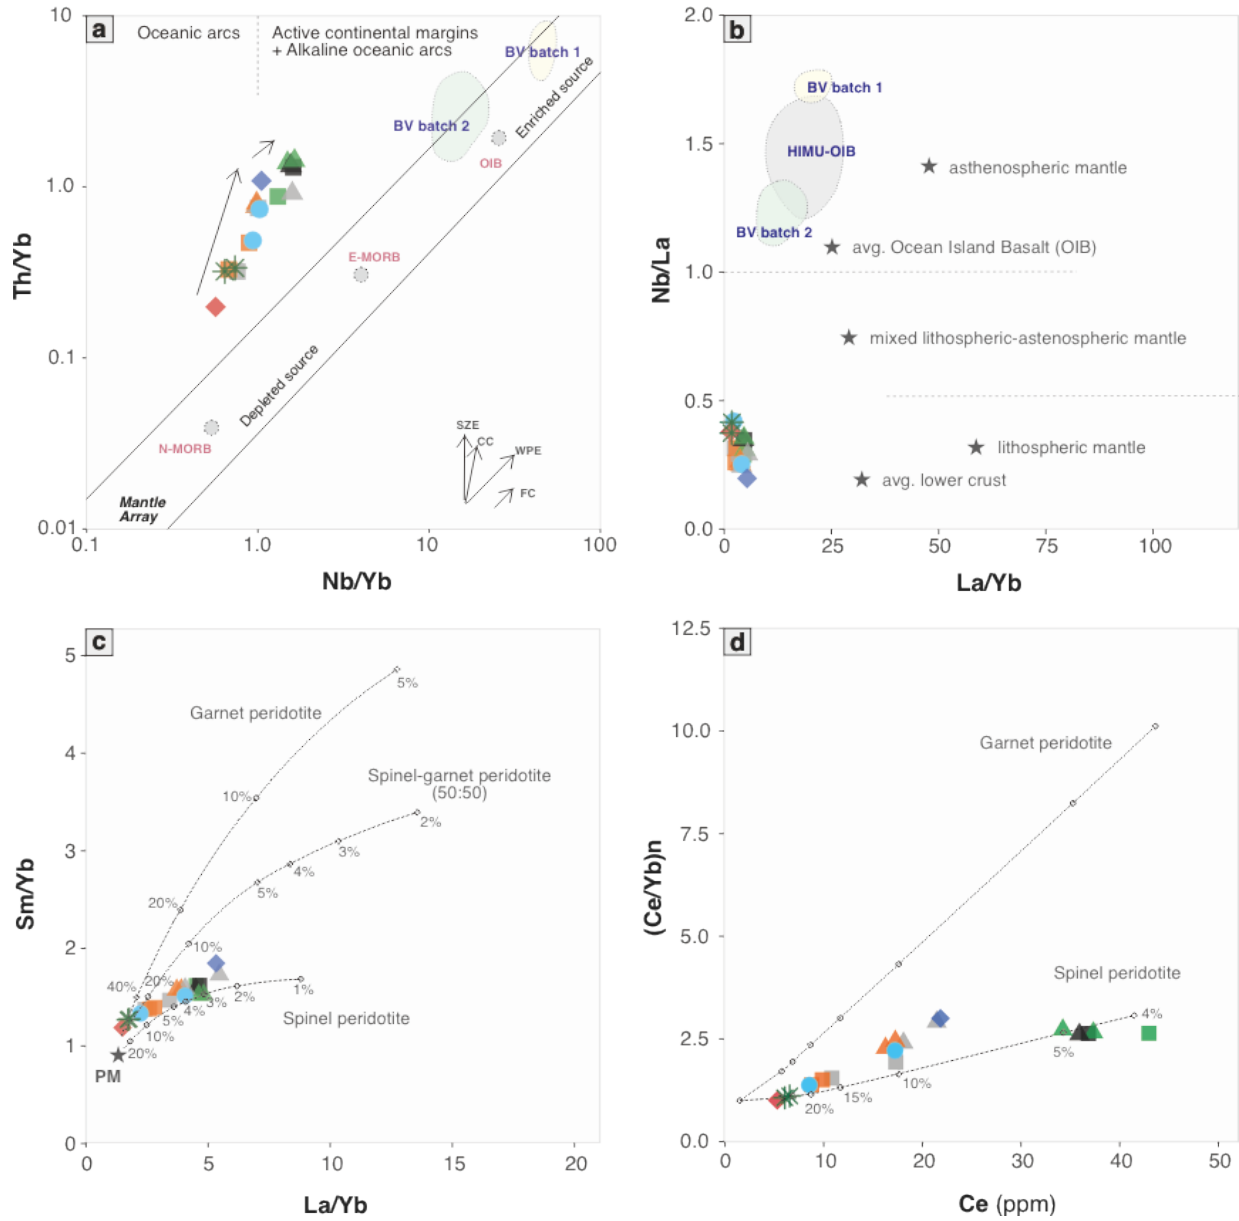 a
Oceanic arcs
Active continental margins
+ Alkaline oceanic arcs
BV batch 1
BV batch 2
Enriched source
OIB
E-MORB
Depleted source
N-MORB
SZE
CC
WPE
FC
Mantle
Array
10
1.0
0.1
0.01
0.1
1.0
10
100
Th/Yb
Nb/Yb
b
BV batch 1
HIMU-OIB
BV batch 2
asthenospheric mantle
avg. Ocean Island Basalt (OIB)
mixed lithospheric-astenospheric mantle
lithospheric mantle
avg. lower crust
2.0
1.5
1.0
0.5
0.0
0
25
50
75
100
Nb/La
La/Yb
c
Garnet peridotite
5%
10%
20%
40%
Spinel-garnet peridotite
(50:50)
2%
3%
4%
5%
10%
20%
Spinel peridotite
1%
2%
3%
4%
5%
10%
20%
PM
5
4
3
2
1
0
0
5
10
15
20
Sm/Yb
La/Yb
d
Garnet peridotite
Spinel peridotite
4%
5%
10%
15%
20%
12.5
10.0
7.5
5.0
2.5
0.0
0
10
20
30
40
50
(Ce/Yb)n
Ce (ppm)